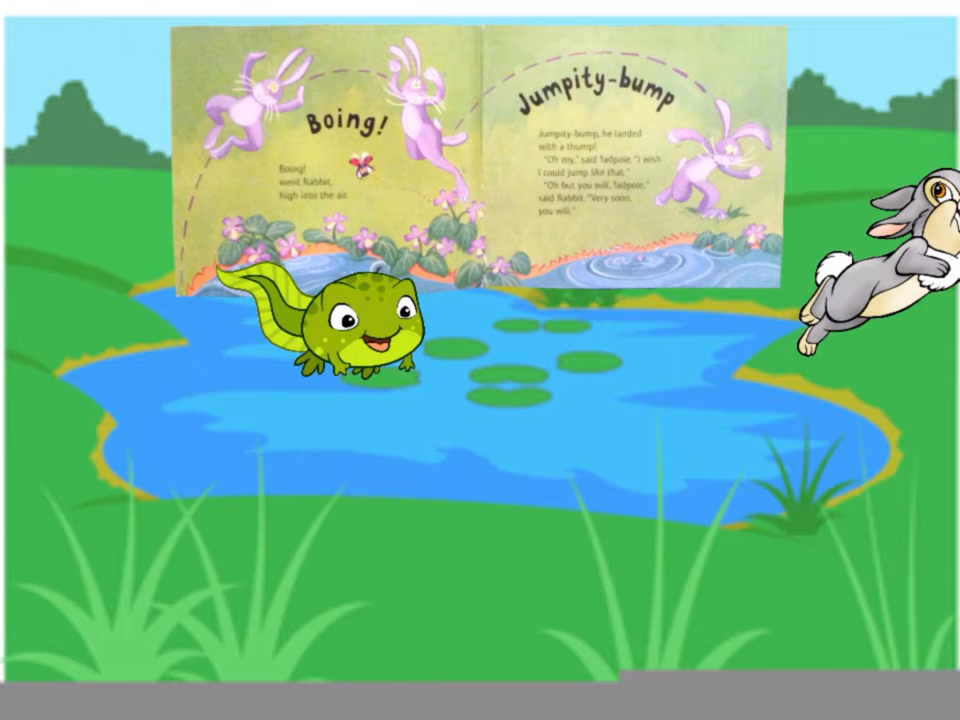 Boing!
Boing!
went Rabbit,
high into the air.
Jumpity-bump
Jumpity-bump, he landed
with a thump!
"Oh my," said Tadpole, "I wish
I could jump like that."
"Oh but you will, Tadpole,"
said Rabbit. "Very soon,
you will."